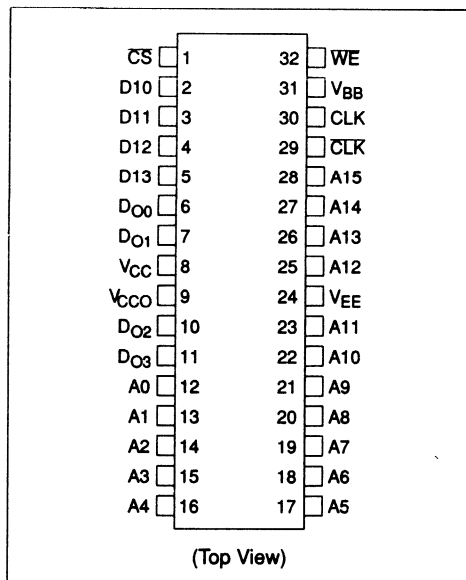 C̅S̅ 1 32 W̅E̅
D10 2 31 VBB
D11 3 30 CLK
D12 4 29 C̅L̅K̅
D13 5 28 A15
DO0 6 27 A14
DO1 7 26 A13
VCC 8 25 A12
VCCO 9 24 VEE
DO2 10 23 A11
DO3 11 22 A10
A0 12 21 A9
A1 13 20 A8
A2 14 19 A7
A3 15 18 A6
A4 16 17 A5
(Top View)